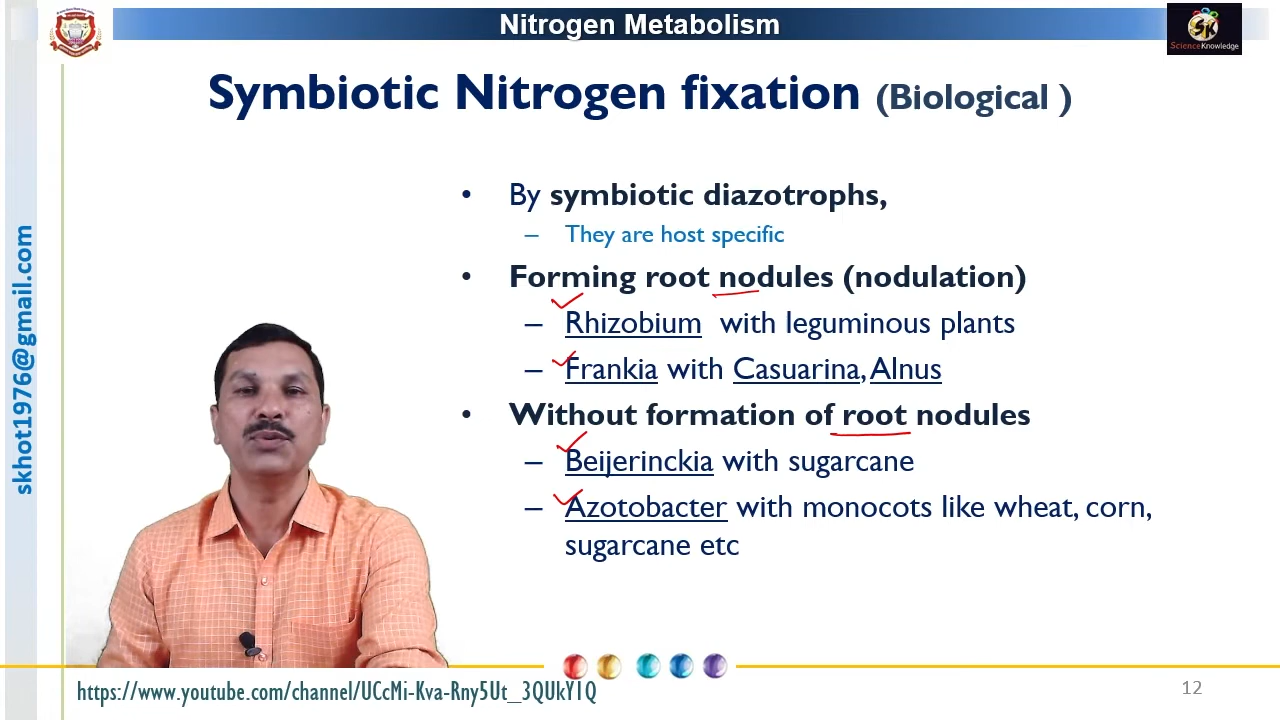 Nitrogen Metabolism
Science Knowledge
Symbiotic Nitrogen fixation (Biological )
skhot1976@gmail.com
• By symbiotic diazotrophs,
– They are host specific
• Forming root nodules (nodulation)
– Rhizobium with leguminous plants
– Frankia with Casuarina, Alnus
• Without formation of root nodules
– Beijerinckia with sugarcane
– Azotobacter with monocots like wheat, corn,
sugarcane etc
https://www.youtube.com/channel/UCcMi-Kva-Rny5Ut_3QUkY1Q
12